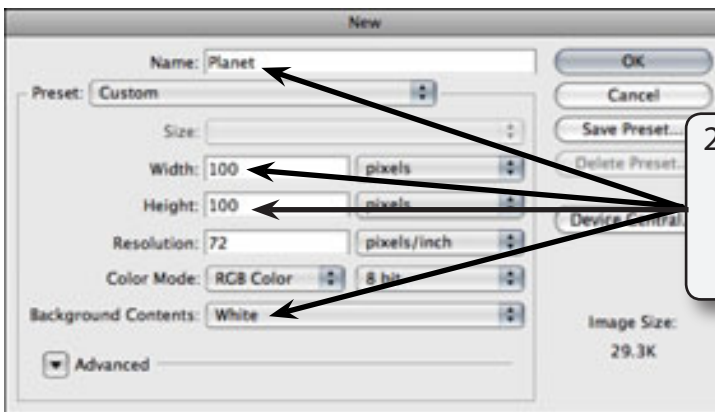 New
Name: Planet
OK
Preset: Custom
Cancel
Size:
Save Preset...
Width: 100 pixels
Delete Preset...
Height: 100 pixels
Device Central...
Resolution: 72 pixels/inch
Color Mode: RGB Color 8 bit
Background Contents: White
Image Size:
29.3K
Advanced
2